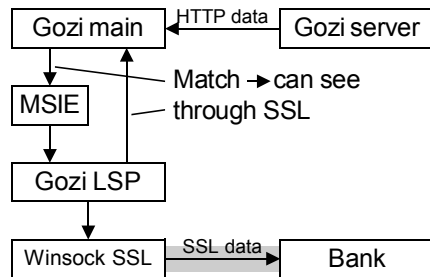 Gozi main
HTTP data
Gozi server
Match → can see
through SSL
MSIE
Gozi LSP
Winsock SSL
SSL data
Bank